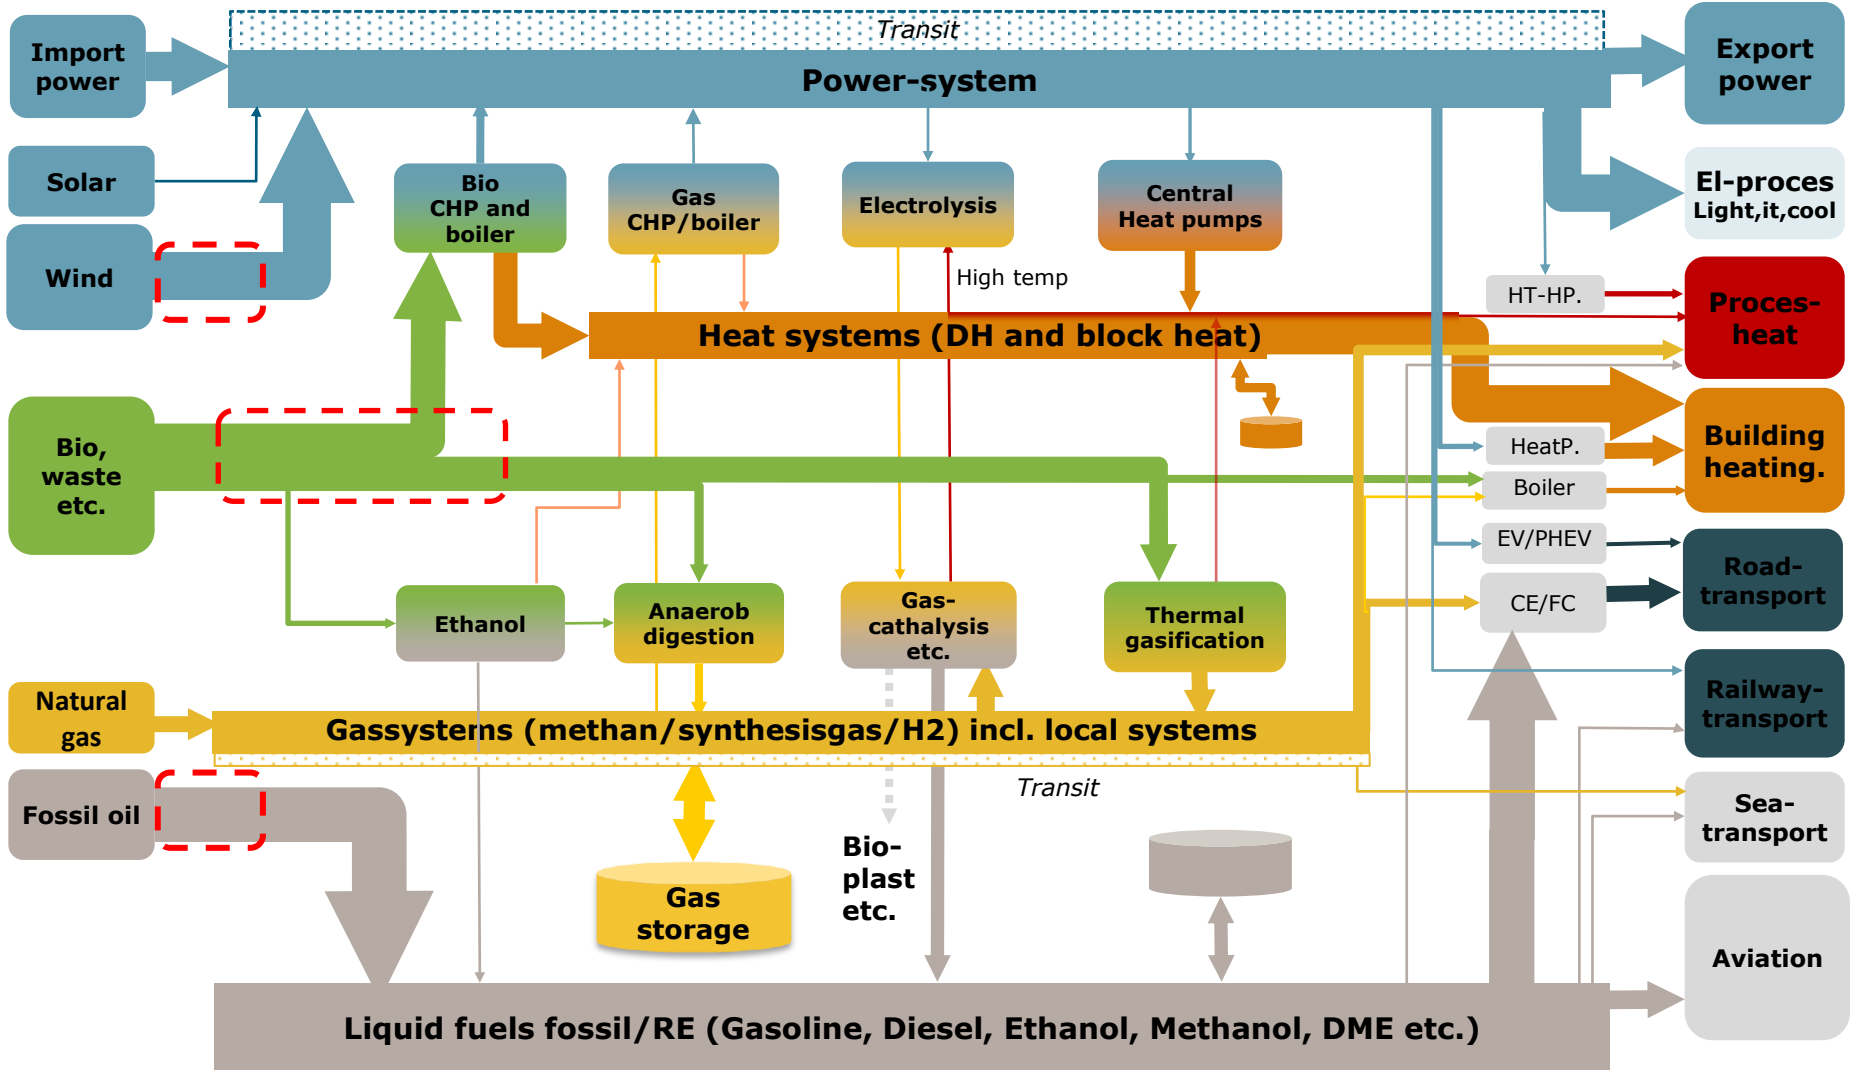 Transit
Import
power
Power-system
Export
power
Solar
Bio
CHP and
boiler
Gas
CHP/boiler
Electrolysis
Central
Heat pumps
El-proces
Light,it,cool
Wind
High temp
HT-HP.
Proces-
heat
Heat systems (DH and block heat)
Bio,
waste
etc.
HeatP.
Boiler
Building
heating.
EV/PHEV
CE/FC
Road-
transport
Ethanol
Anaerob
digestion
Gas-
cathalysis
etc.
Thermal
gasification
Natural
gas
Gassystems (methan/synthesisgas/H2) incl. local systems
Railway-
transport
Transit
Fossil oil
Sea-
transport
Bio-
plast
etc.
Gas
storage
Aviation
Liquid fuels fossil/RE (Gasoline, Diesel, Ethanol, Methanol, DME etc.)